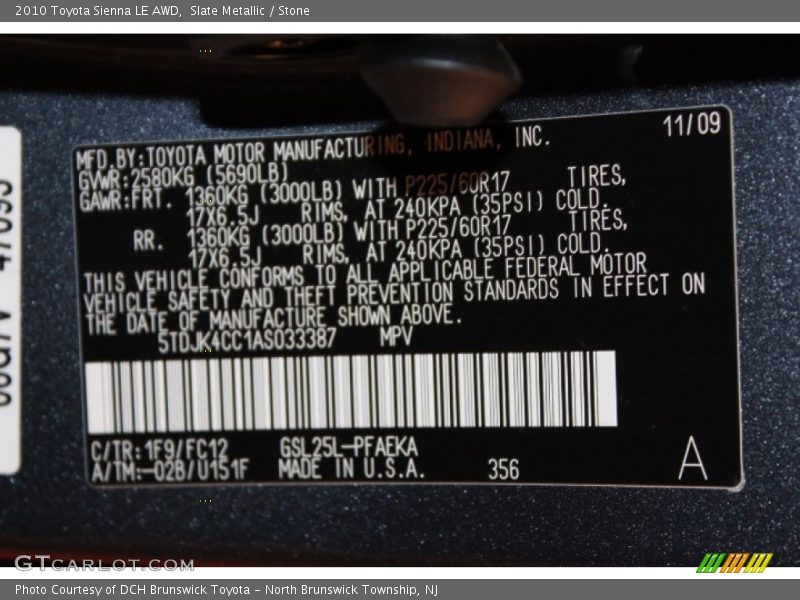 2010 Toyota Sienna LE AWD,  Slate Metallic / Stone
11/09
MFD.BY:TOYOTA MOTOR MANUFACTURING, INDIANA, INC.
GVWR:2580KG (5690LB)
GAWR:FRT. 1360KG (3000LB) WITH P225/60R17 TIRES,
17X6.5J RIMS, AT 240KPA (35PSI) COLD.
RR. 1360KG (3000LB) WITH P225/60R17 TIRES,
17X6.5J RIMS, AT 240KPA (35PSI) COLD.
THIS VEHICLE CONFORMS TO ALL APPLICABLE FEDERAL MOTOR
VEHICLE SAFETY AND THEFT PREVENTION STANDARDS IN EFFECT ON
THE DATE OF MANUFACTURE SHOWN ABOVE.
5TDJK4CC1AS033387 MPV
C/TR:1F9/FC12 GSL25L-PFAEKA
A/TM:-02B/U151F MADE IN U.S.A. 356
A
GTCARLOT.COM
Photo Courtesy of DCH Brunswick Toyota - North Brunswick Township, NJ